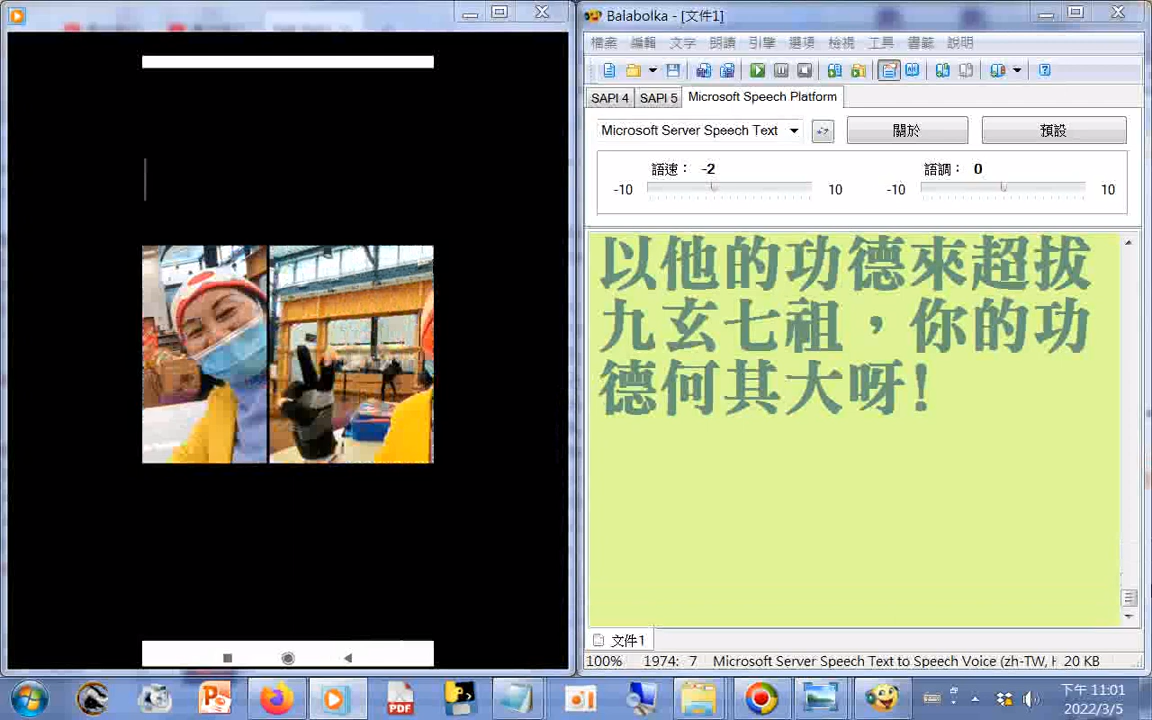 Balabolka - [文件1]
檔案 編輯 文字 朗讀 引擎 選項 檢視 工具 書籤 說明
SAPI 4 SAPI 5 Microsoft Speech Platform
Microsoft Server Speech Text 關於 預設
語速： -2 語調： 0
-10 10 -10 10
以他的功德來超拔
九玄七祖，你的功
德何其大呀!
文件1
100% 1974: 7 Microsoft Server Speech Text to Speech Voice (zh-TW, H 20 KB
下午 11:01
2022/3/5